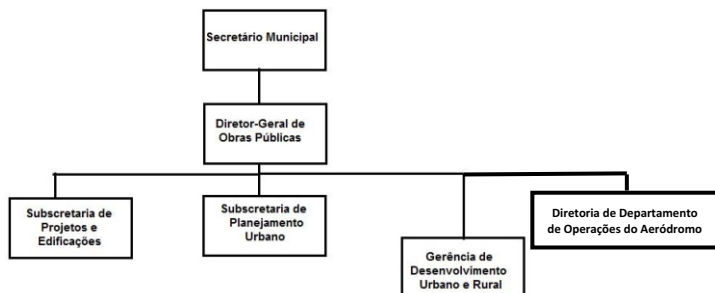 Secretário Municipal
Diretor-Geral de
Obras Públicas
Subscretaria de
Projetos e
Edificações
Subscretaria de
Planejamento
Urbano
Gerência de
Desenvolvimento
Urbano e Rural
Diretoria de Departamento
de Operações do Aeródromo